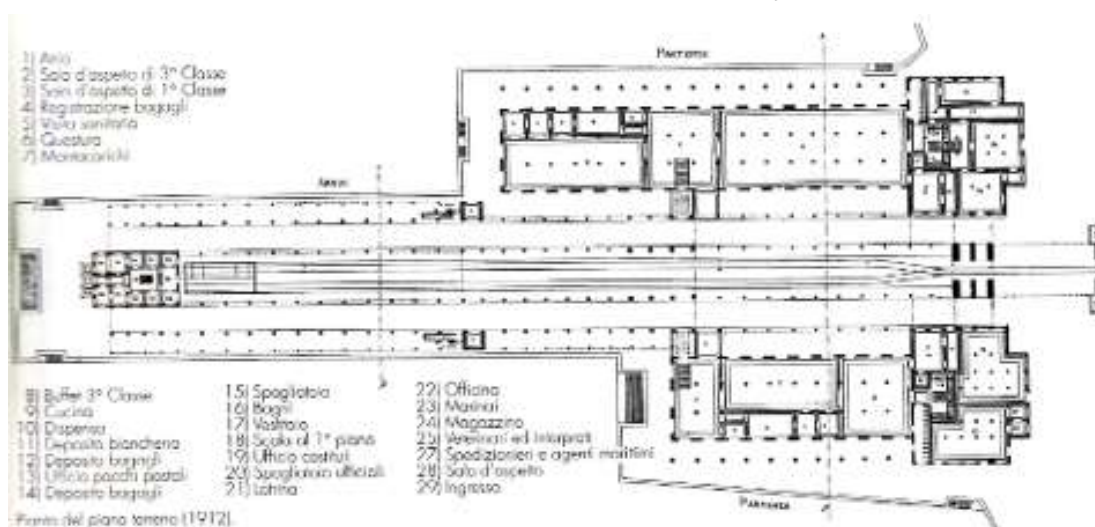 1) Atrio
2) Sala d'aspetto di 3ª Classe
3) Sala d'aspetto di 1ª Classe
4) Registrazione bagagli
5) Visita sanitaria
6) Questura
7) Montacarichi
Partenze
Arrivi
8) Buffet 3ª Classe
9) Cucina
10) Dispensa
11) Deposito biancheria
12) Deposito bagagli
13) Ufficio pacchi postali
14) Deposito bagagli
15) Spogliatoio
16) Bagni
17) Vestiario
18) Scala al 1º piano
19) Ufficio
20) Spogliatoio ufficiali
21) Latrina
22) Officina
23) Marinai
24) Magazzino
25) Veterinari ed interpreti
27) Spedizionieri e agenti marittimi
28) Sala d'aspetto
29) Ingresso
Partenze
Pianta del piano terreno (1912).